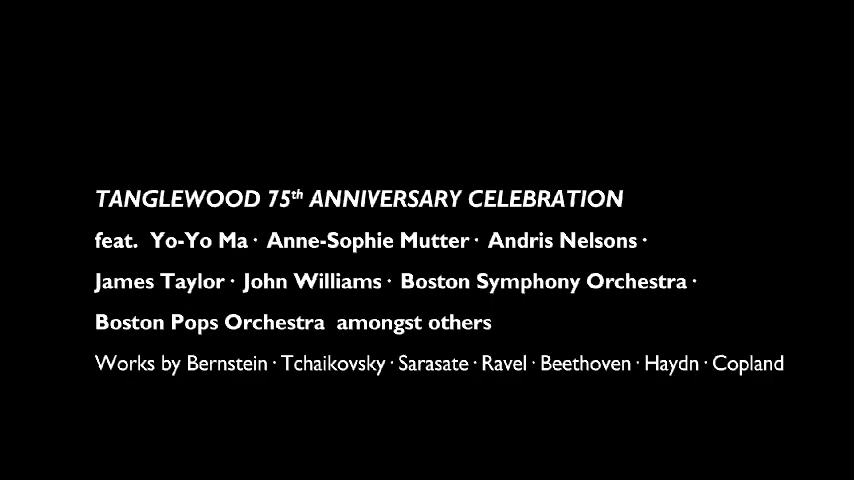 TANGLEWOOD 75th ANNIVERSARY CELEBRATION
feat. Yo-Yo Ma · Anne-Sophie Mutter · Andris Nelsons ·
James Taylor · John Williams · Boston Symphony Orchestra ·
Boston Pops Orchestra amongst others
Works by Bernstein · Tchaikovsky · Sarasate · Ravel · Beethoven · Haydn · Copland